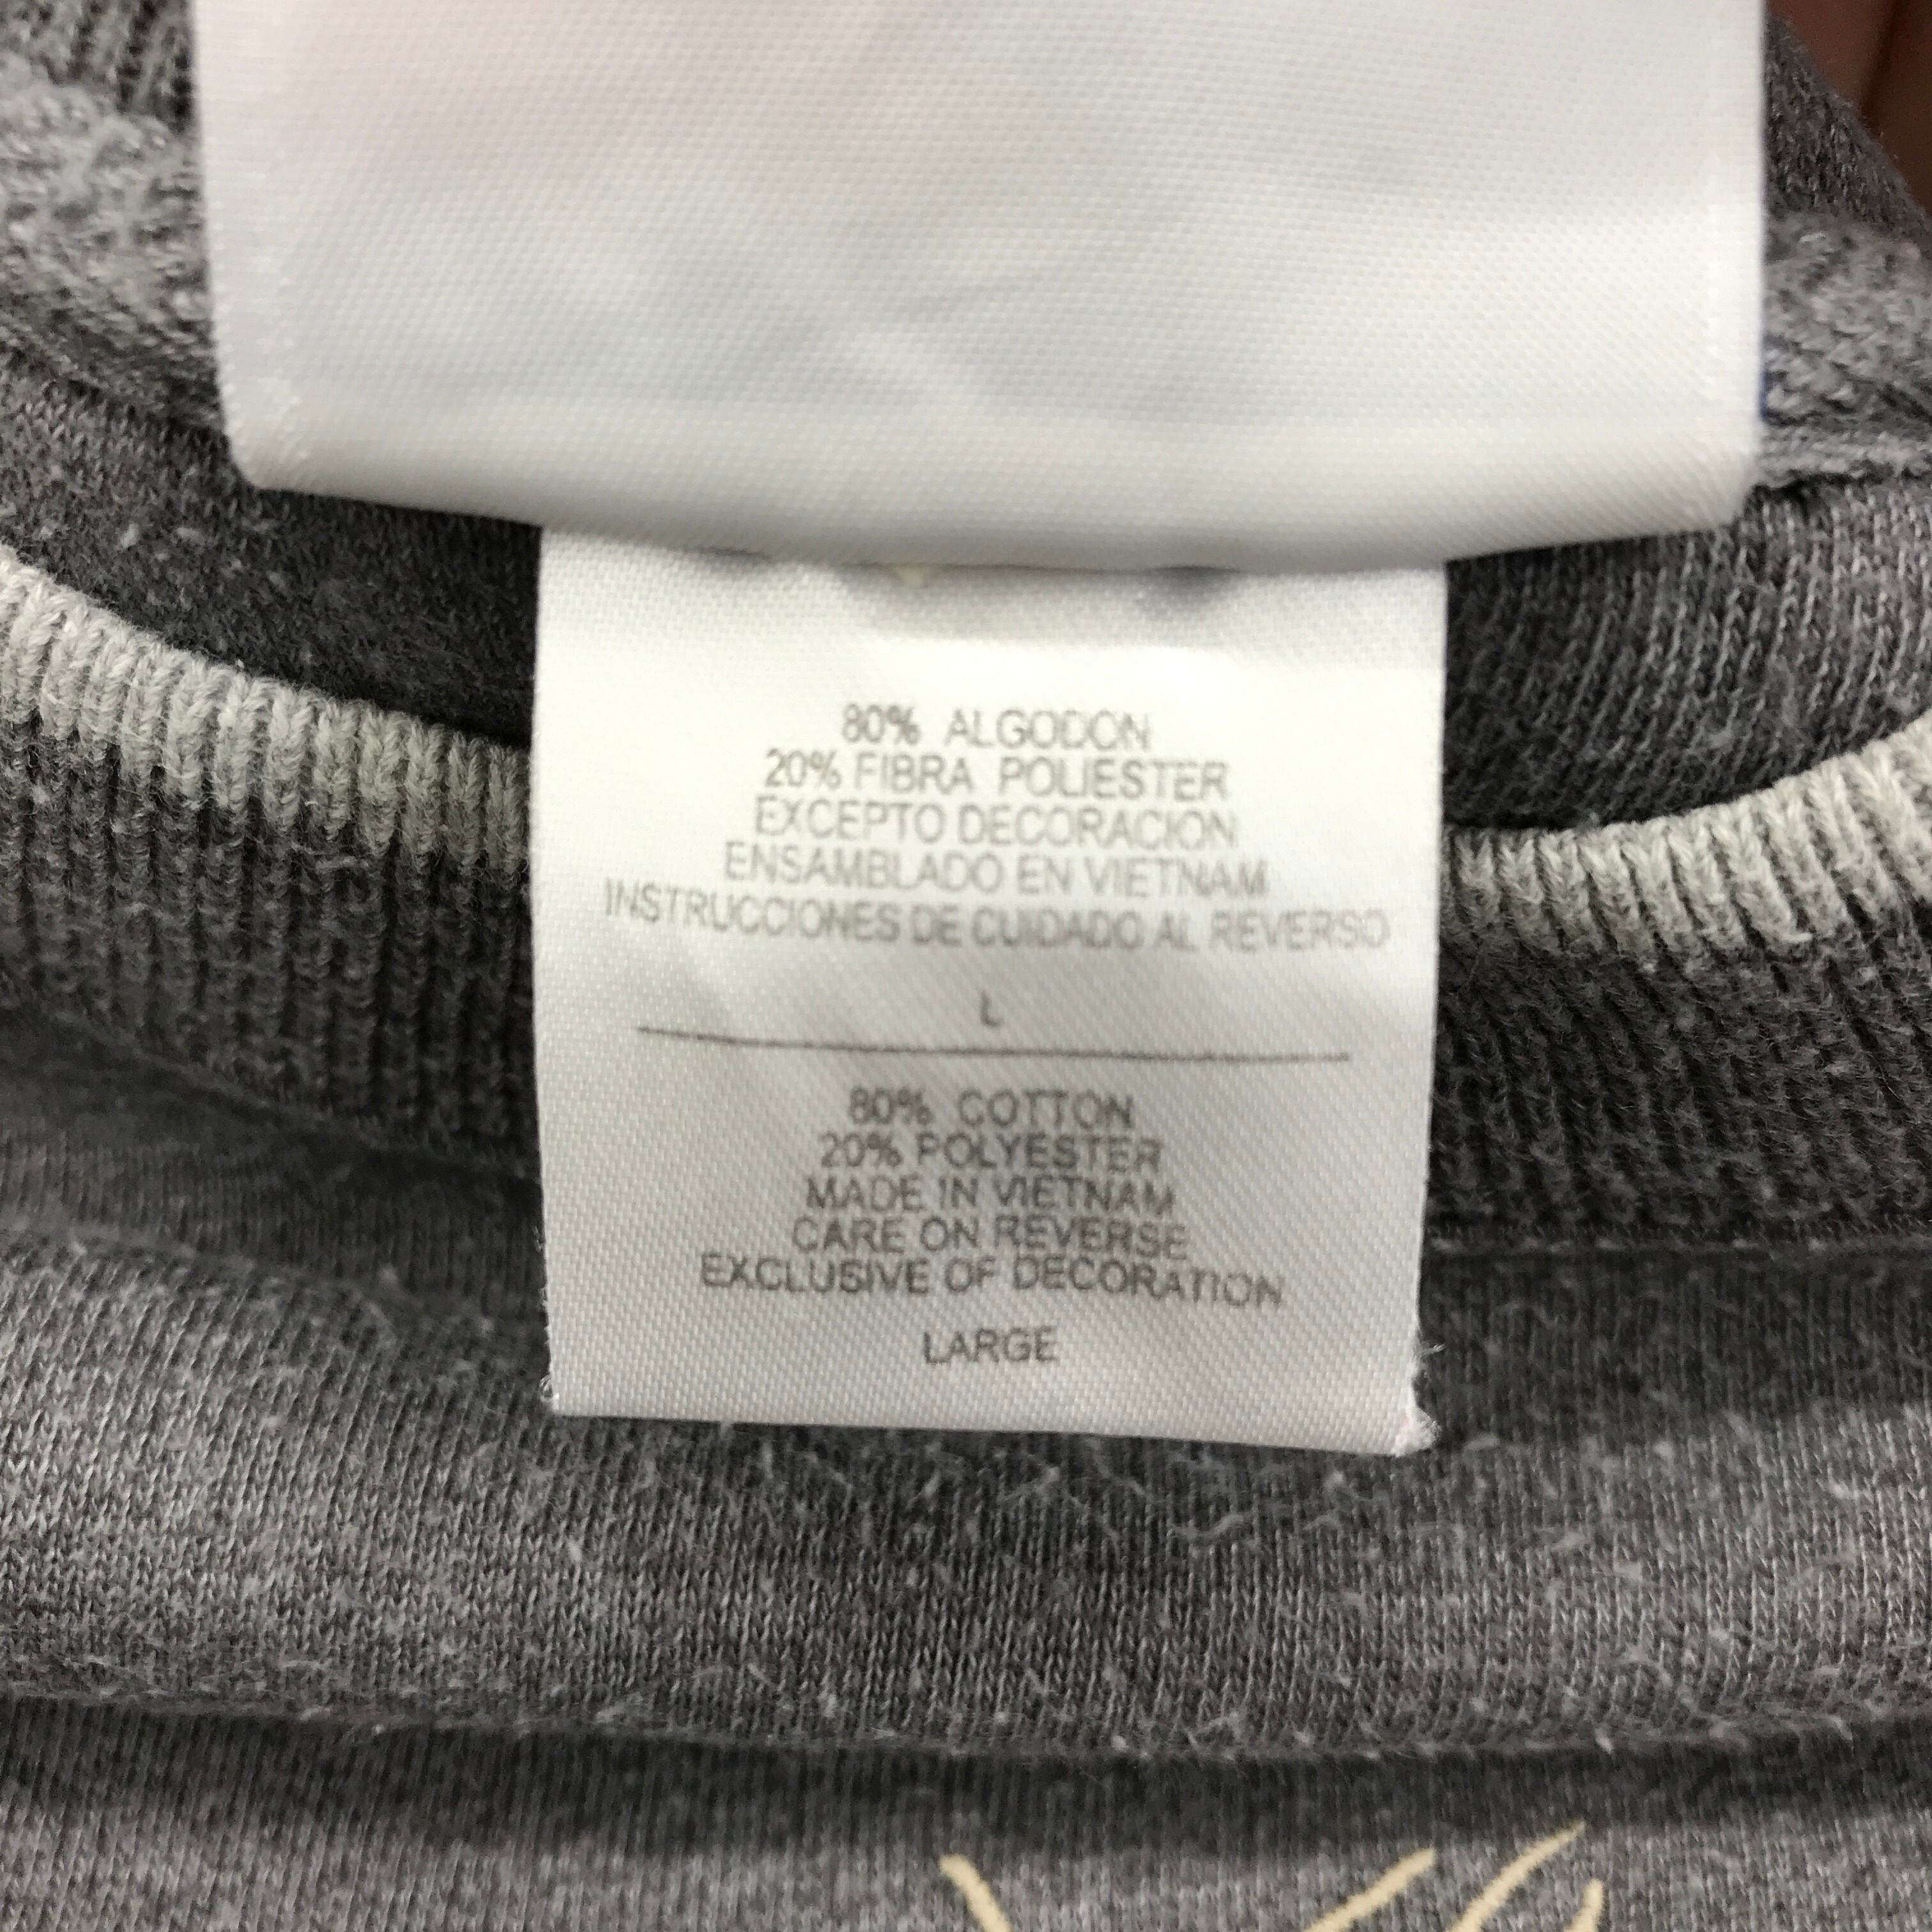 80% ALGODON
20% FIBRA POLIESTER
EXCEPTO DECORACION
ENSAMBLADO EN VIETNAM
INSTRUCCIONES DE CUIDADO AL REVERSO
L
80% COTTON
20% POLYESTER
MADE IN VIETNAM
CARE ON REVERSE
EXCLUSIVE OF DECORATION
LARGE